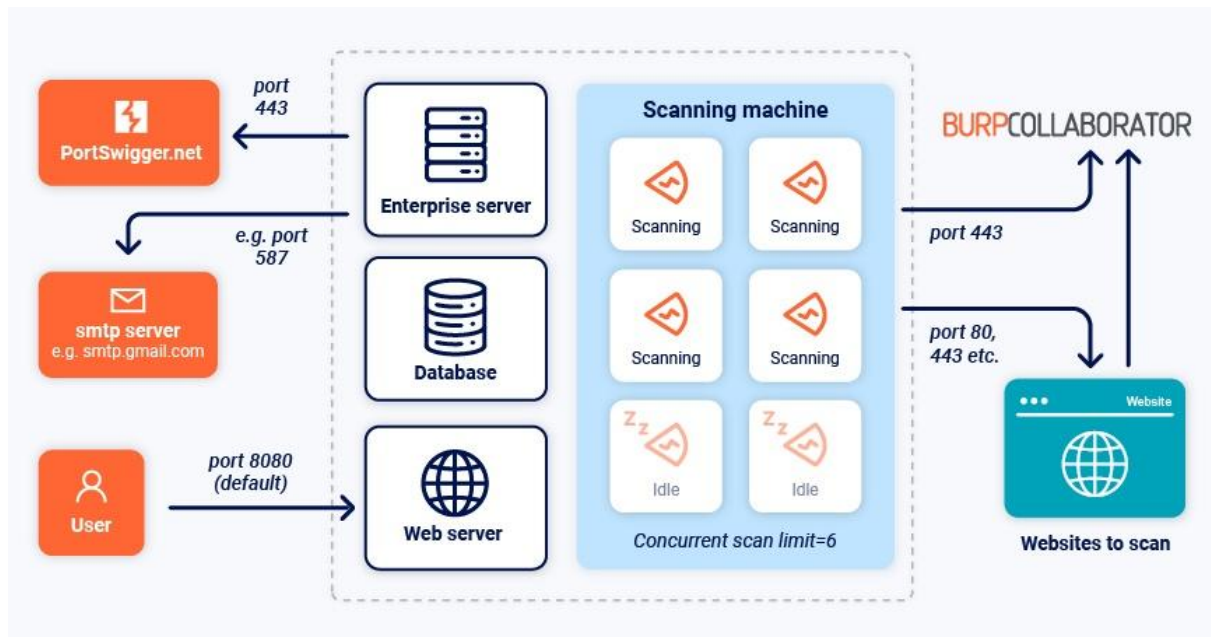 port
443
PortSwigger.net
e.g. port
587
smtp server
e.g. smtp.gmail.com
port 8080
(default)
User
Enterprise server
Database
Web server
Scanning machine
Scanning
Scanning
Scanning
Scanning
Z z
Idle
Z z
Idle
Concurrent scan limit=6
BURPCOLLABORATOR
port 443
port 80,
443 etc.
Website
Websites to scan